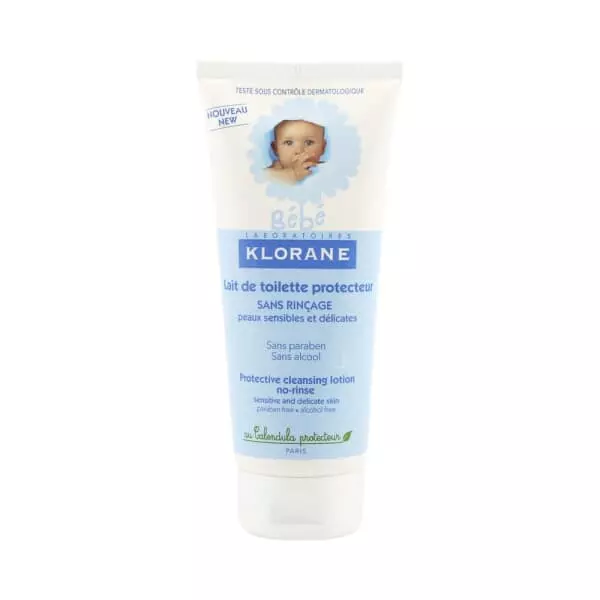 TESTE SOUS CONTRÔLE DERMATOLOGIQUE
NOUVEAU
NEW
Bébé
LABORATOIRES
KLORANE
Lait de toilette protecteur
SANS RINÇAGE
peaux sensibles et délicates
Sans paraben
Sans alcool
Protective cleansing lotion
no-rinse
sensitive and delicate skin
paraben free • alcohol free
au Calendula protecteur
PARIS